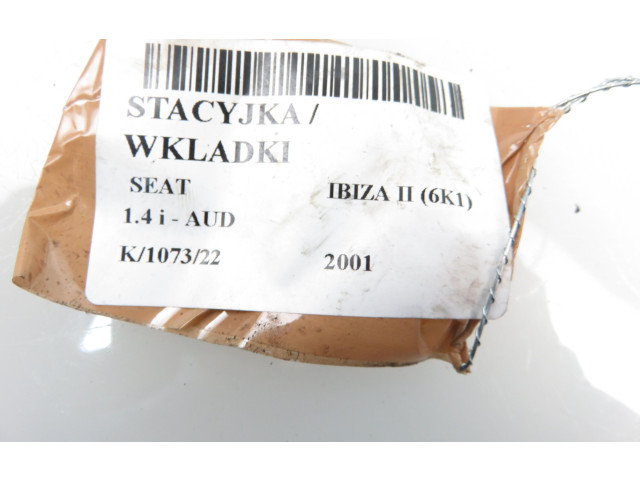 STACYJKA /
WKLADKI
SEAT IBIZA II (6K1)
1.4 i - AUD
K/1073/22 2001